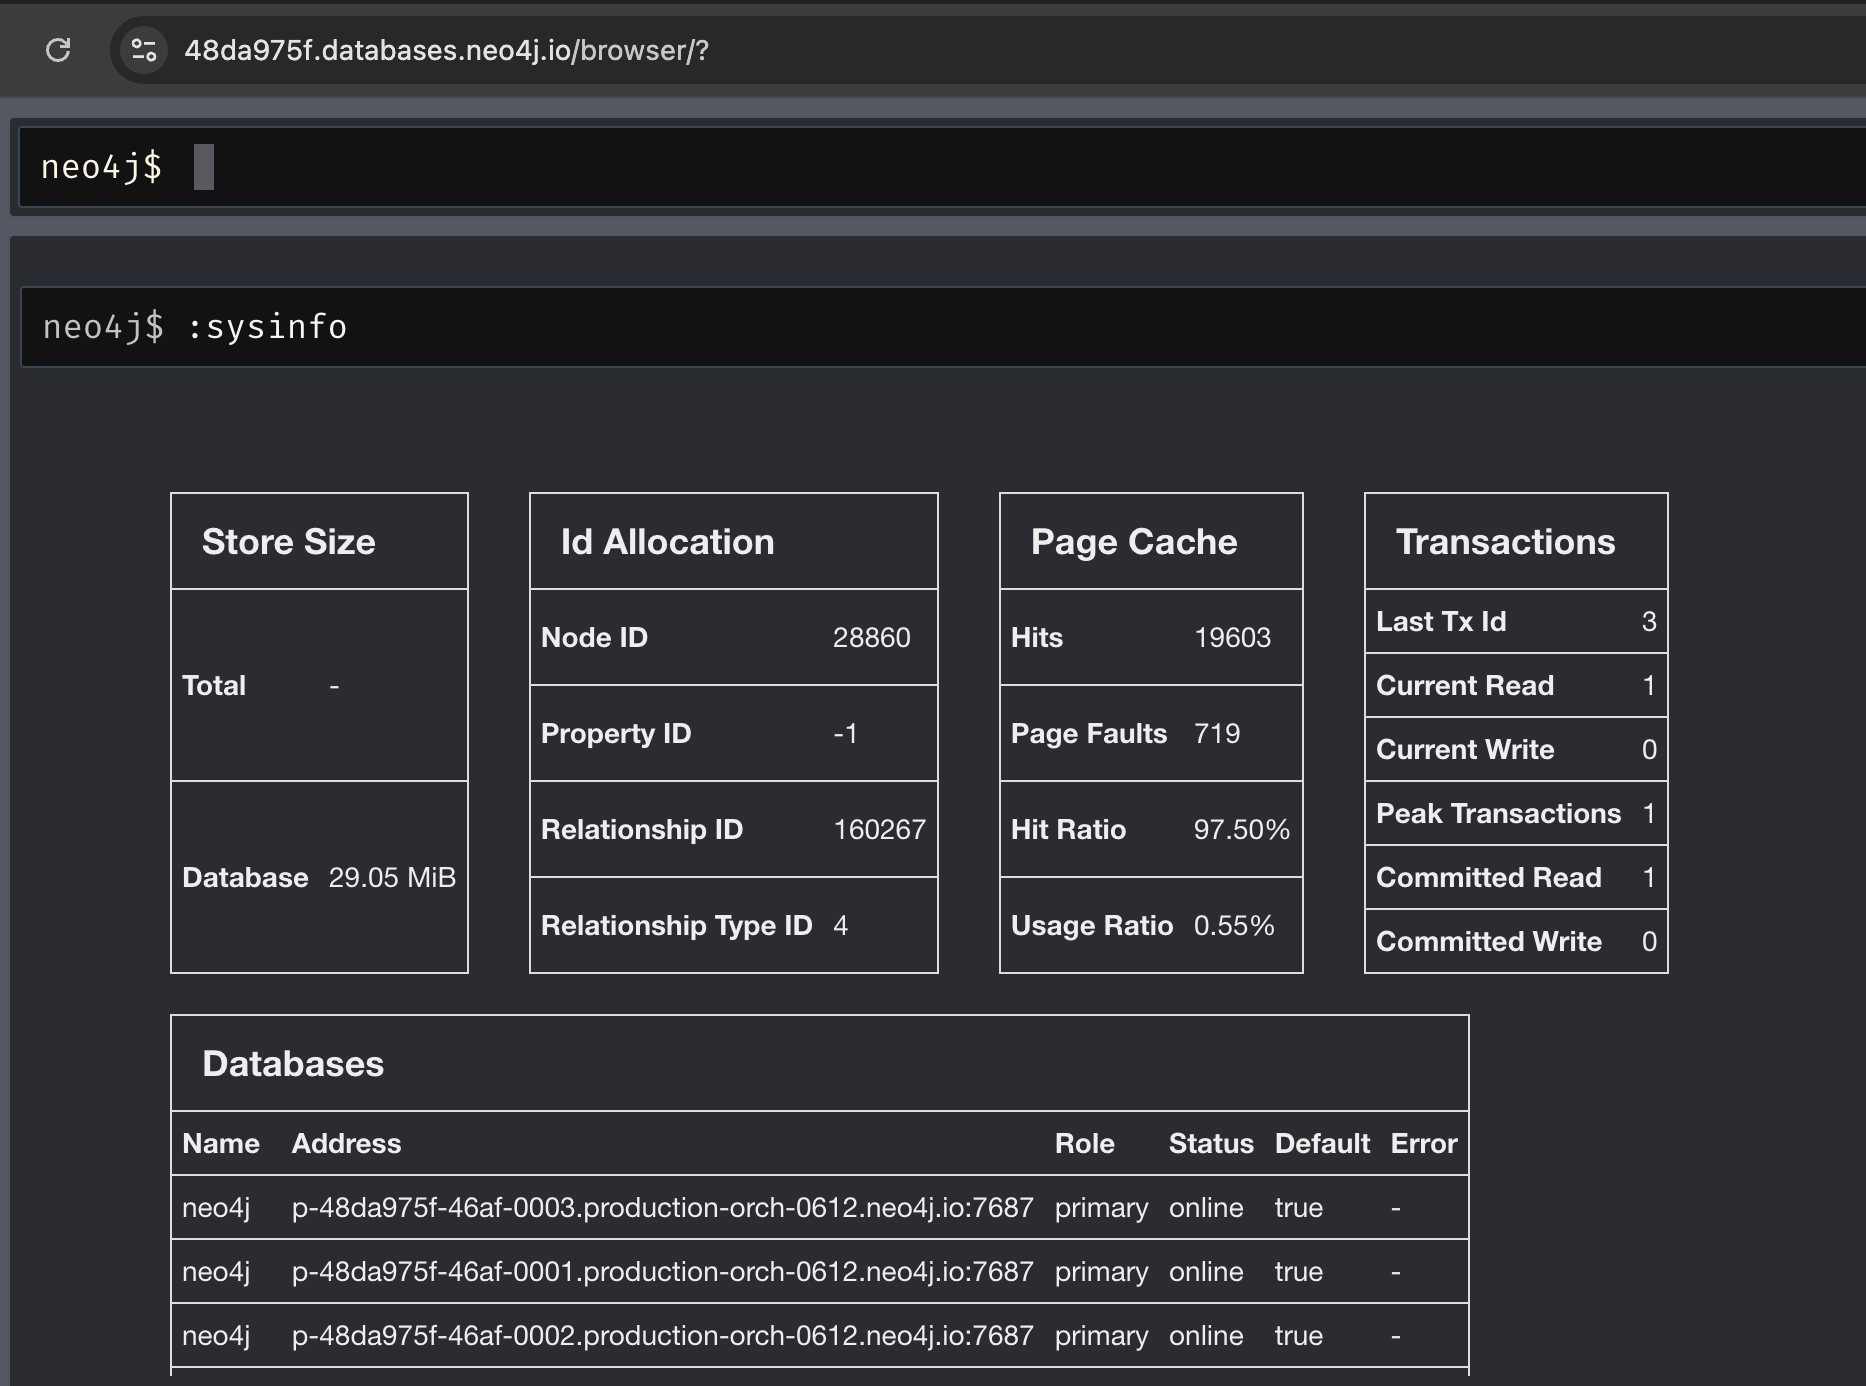 48da975f.databases.neo4j.io/browser/?
neo4j$
neo4j$ :sysinfo
Store Size
Total -
Database 29.05 MiB
Id Allocation
Node ID 28860
Property ID -1
Relationship ID 160267
Relationship Type ID 4
Page Cache
Hits 19603
Page Faults 719
Hit Ratio 97.50%
Usage Ratio 0.55%
Transactions
Last Tx Id 3
Current Read 1
Current Write 0
Peak Transactions 1
Committed Read 1
Committed Write 0
Databases
Name Address Role Status Default Error
neo4j p-48da975f-46af-0003.production-orch-0612.neo4j.io:7687 primary online true -
neo4j p-48da975f-46af-0001.production-orch-0612.neo4j.io:7687 primary online true -
neo4j p-48da975f-46af-0002.production-orch-0612.neo4j.io:7687 primary online true -